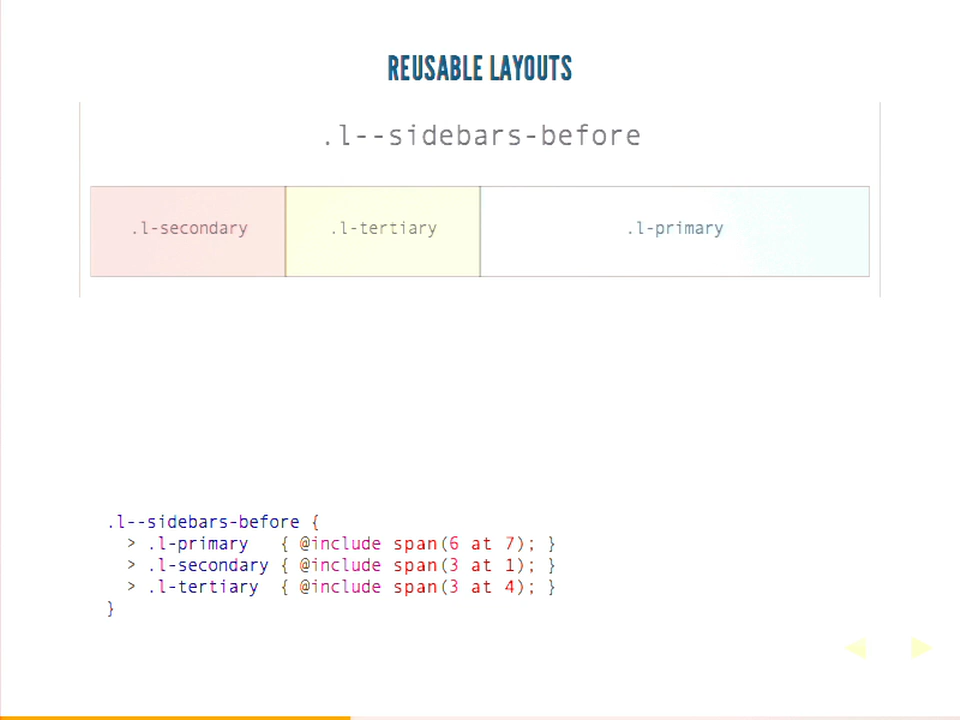 REUSABLE LAYOUTS
.l--sidebars-before
.l-secondary .l-tertiary .l-primary
.l--sidebars-before {
  > .l-primary   { @include span(6 at 7); }
  > .l-secondary { @include span(3 at 1); }
  > .l-tertiary  { @include span(3 at 4); }
}